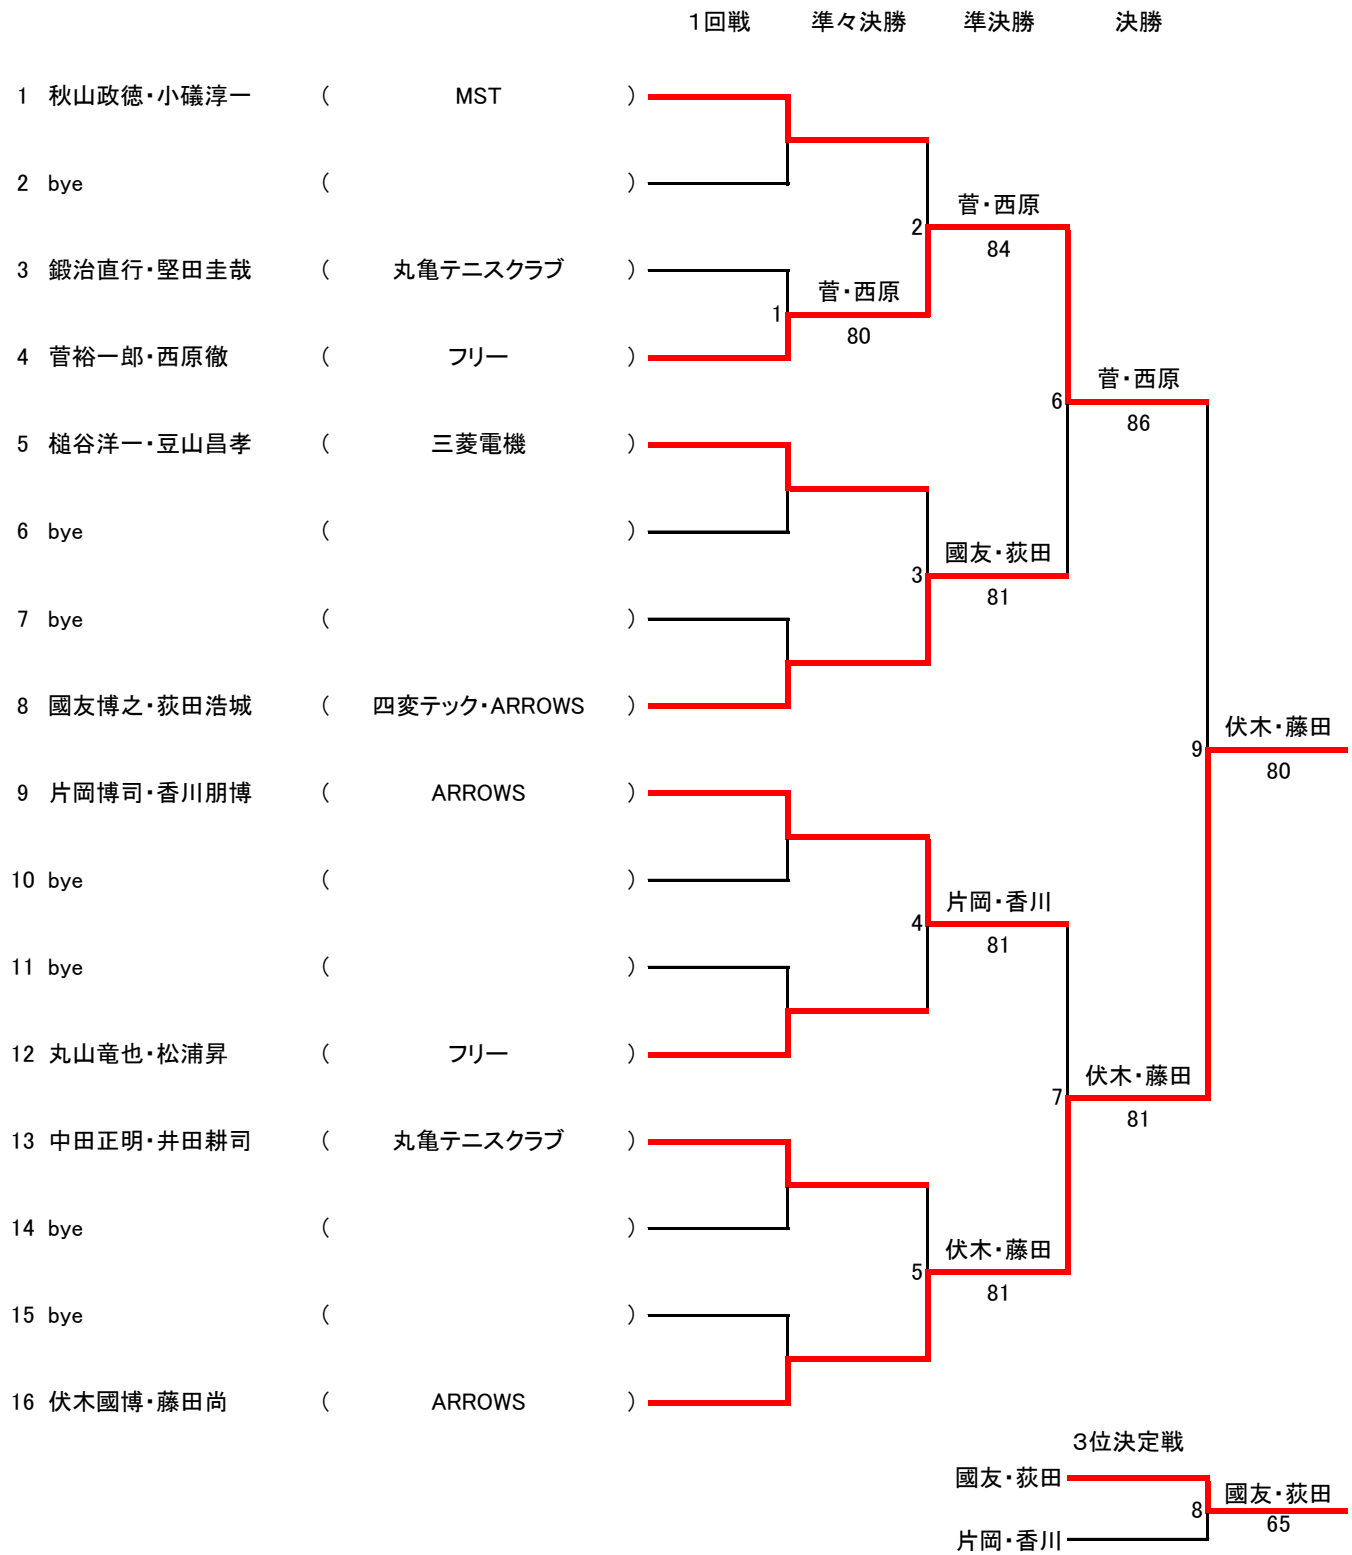 １回戦 準々決勝 準決勝 決勝
1 秋山政徳・小礒淳一 ( MST )
2 bye ( )
菅・西原
2
84
3 鍛治直行・堅田圭哉 ( 丸亀テニスクラブ )
菅・西原
1
80
4 菅裕一郎・西原徹 ( フリー )
菅・西原
6
86
5 槌谷洋一・豆山昌孝 ( 三菱電機 )
6 bye ( )
國友・荻田
3
81
7 bye ( )
8 國友博之・荻田浩城 ( 四変テック・ARROWS )
伏木・藤田
9
80
9 片岡博司・香川朋博 ( ARROWS )
10 bye ( )
片岡・香川
4
81
11 bye ( )
12 丸山竜也・松浦昇 ( フリー )
伏木・藤田
7
81
13 中田正明・井田耕司 ( 丸亀テニスクラブ )
14 bye ( )
伏木・藤田
5
81
15 bye ( )
16 伏木國博・藤田尚 ( ARROWS )
３位決定戦
國友・荻田
國友・荻田
8
65
片岡・香川